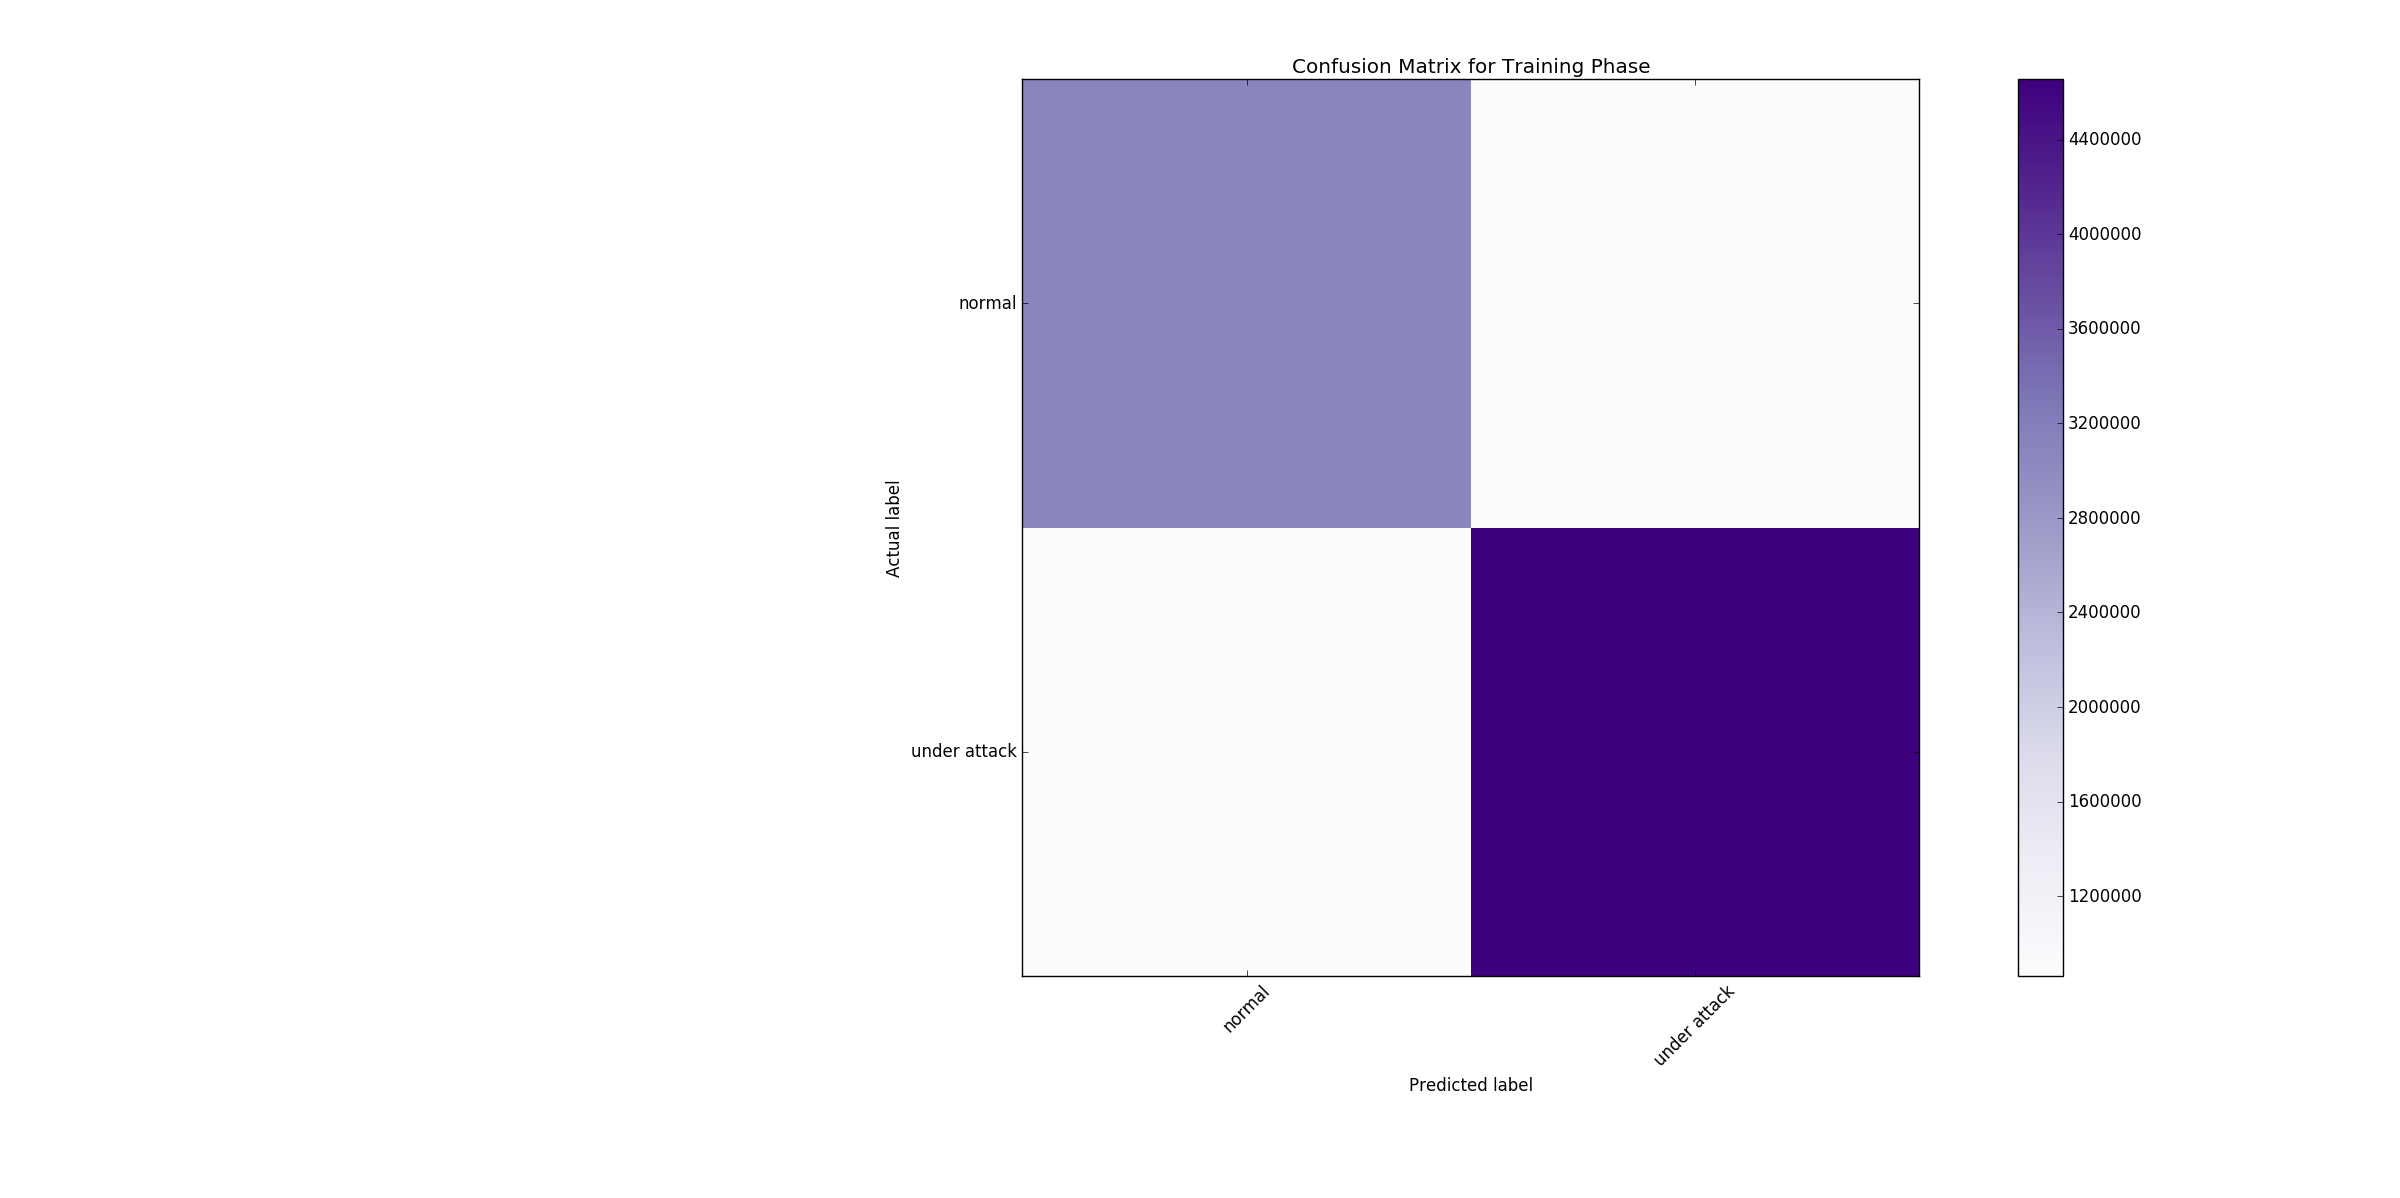 Confusion Matrix for Training Phase
normal
under attack
Actual label
normal
under attack
Predicted label
4400000
4000000
3600000
3200000
2800000
2400000
2000000
1600000
1200000